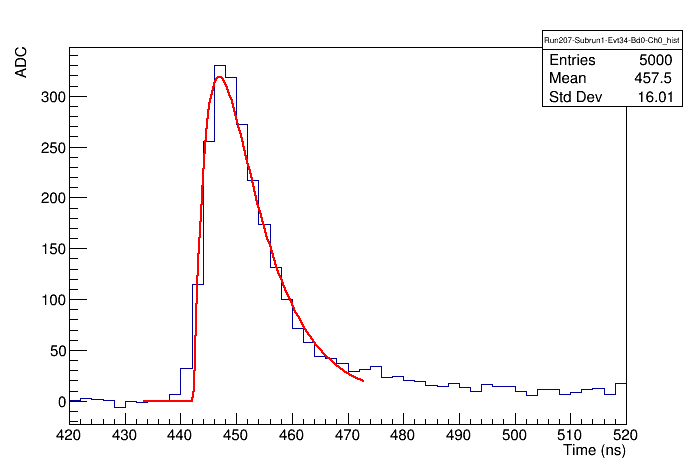 Run207-Subrun1-Evt34-Bd0-Ch0_hist
Entries 5000
Mean 457.5
Std Dev 16.01
ADC
300
250
200
150
100
50
0
420 430 440 450 460 470 480 490 500 510 520
Time (ns)